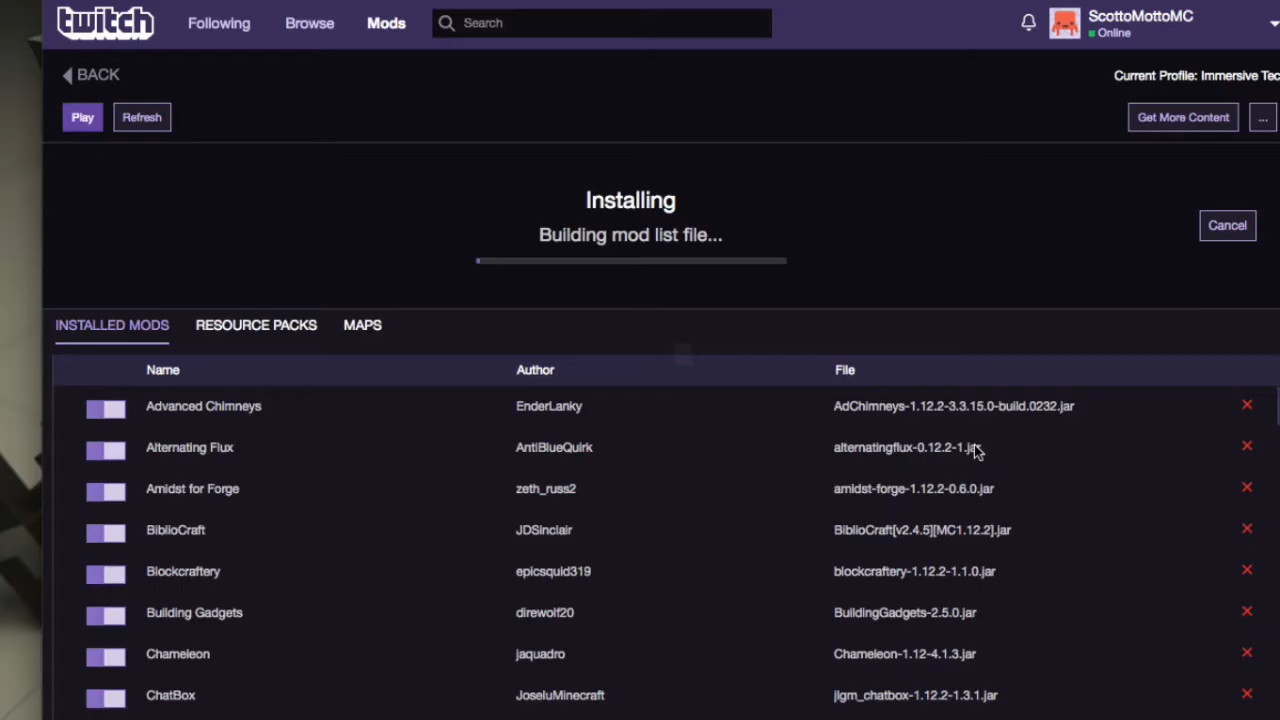 twitch Following Browse Mods Search ScottoMottoMC
Online
BACK Current Profile: Immersive Tec
Play Refresh Get More Content ...
Installing
Building mod list file...
Cancel
INSTALLED MODS RESOURCE PACKS MAPS
Name Author File
Advanced Chimneys EnderLanky AdChimneys-1.12.2-3.3.15.0-build.0232.jar
Alternating Flux AntiBlueQuirk alternatingflux-0.12.2-1.jar
Amidst for Forge zeth_russ2 amidst-forge-1.12.2-0.6.0.jar
BiblioCraft JDSinclair BiblioCraft[v2.4.5][MC1.12.2].jar
Blockcraftery epicsquid319 blockcraftery-1.12.2-1.1.0.jar
Building Gadgets direwolf20 BuildingGadgets-2.5.0.jar
Chameleon jaquadro Chameleon-1.12-4.1.3.jar
ChatBox JoseluMinecraft jlgm_chatbox-1.12.2-1.3.1.jar